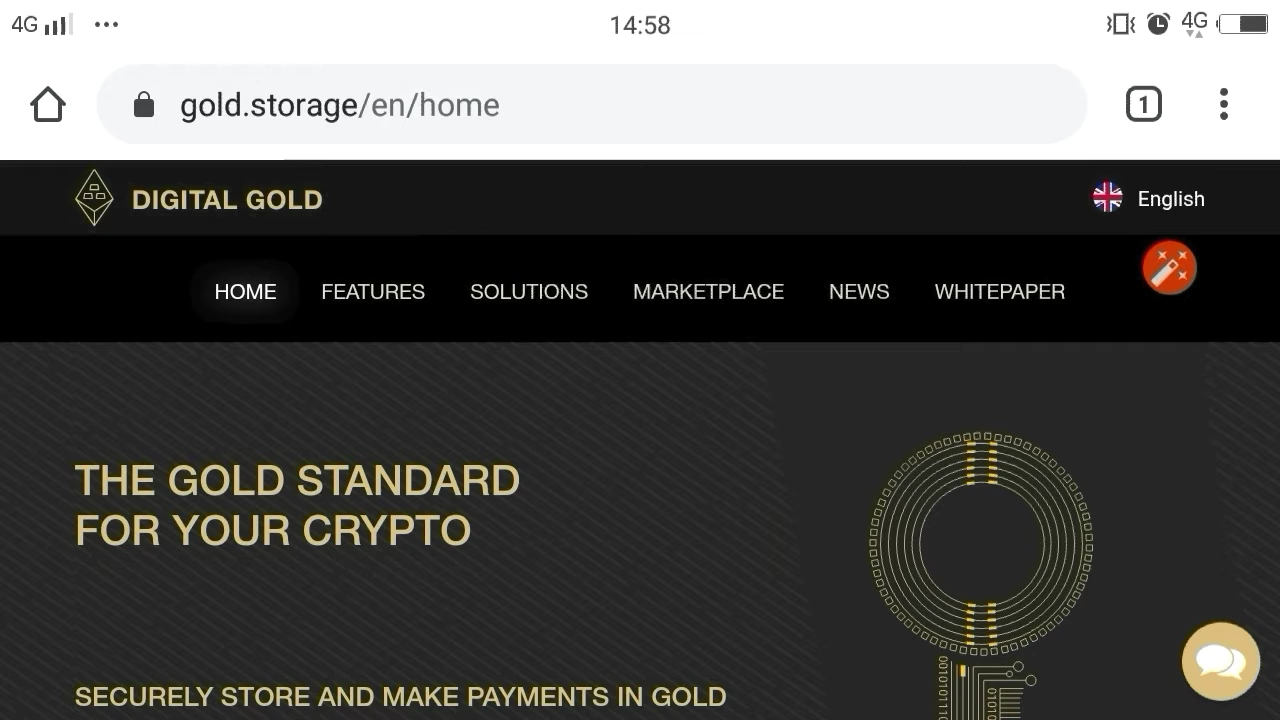 4G 14:58 4G
gold.storage/en/home 1
DIGITAL GOLD English
HOME FEATURES SOLUTIONS MARKETPLACE NEWS WHITEPAPER
THE GOLD STANDARD
FOR YOUR CRYPTO
SECURELY STORE AND MAKE PAYMENTS IN GOLD